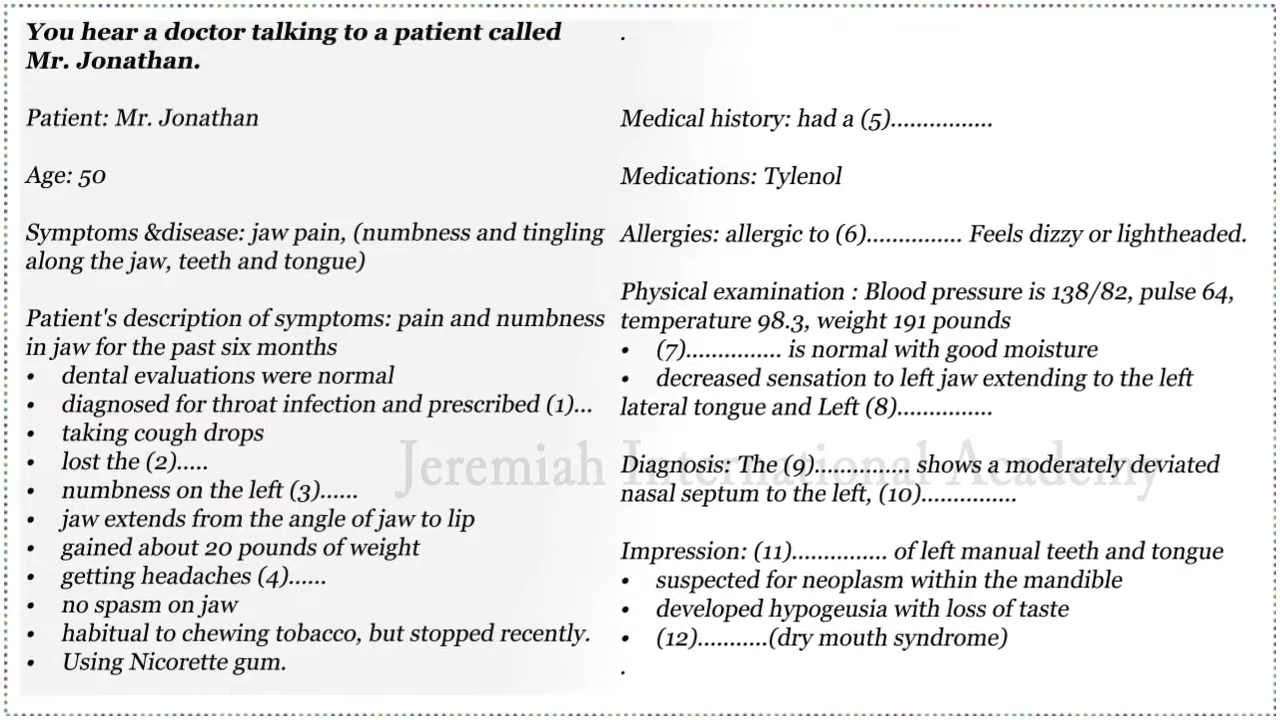 You hear a doctor talking to a patient called
Mr. Jonathan.
Patient: Mr. Jonathan
Age: 50
Symptoms &disease: jaw pain, (numbness and tingling
along the jaw, teeth and tongue)
Patient's description of symptoms: pain and numbness
in jaw for the past six months
• dental evaluations were normal
• diagnosed for throat infection and prescribed (1)...
• taking cough drops
• lost the (2).....
• numbness on the left (3)......
• jaw extends from the angle of jaw to lip
• gained about 20 pounds of weight
• getting headaches (4)......
• no spasm on jaw
• habitual to chewing tobacco, but stopped recently.
• Using Nicorette gum.
.
Medical history: had a (5)...............
Medications: Tylenol
Allergies: allergic to (6).............. Feels dizzy or lightheaded.
Physical examination : Blood pressure is 138/82, pulse 64,
temperature 98.3, weight 191 pounds
• (7).............. is normal with good moisture
• decreased sensation to left jaw extending to the left
lateral tongue and Left (8)..............
Diagnosis: The (9).............. shows a moderately deviated
nasal septum to the left, (10)..............
Impression: (11).............. of left manual teeth and tongue
• suspected for neoplasm within the mandible
• developed hypogeusia with loss of taste
• (12)...........(dry mouth syndrome)
.
Jeremiah International Academy